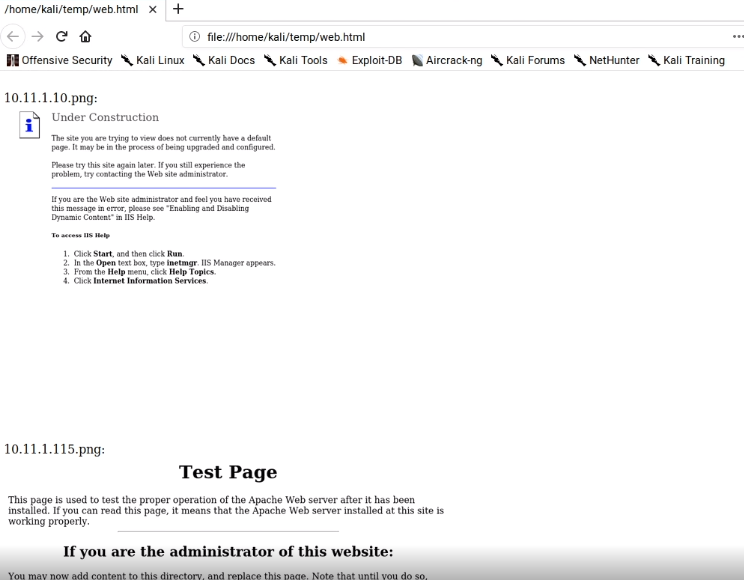 /home/kali/temp/web.html
file:///home/kali/temp/web.html
Offensive Security Kali Linux Kali Docs Kali Tools Exploit-DB Aircrack-ng Kali Forums NetHunter Kali Training
10.11.1.10.png:
Under Construction
The site you are trying to view does not currently have a default
page. It may be in the process of being upgraded and configured.
Please try this site again later. If you still experience the
problem, try contacting the Web site administrator.
If you are the Web site administrator and feel you have received
this message in error, please see "Enabling and Disabling
Dynamic Content" in IIS Help.
To access IIS Help
1. Click Start, and then click Run.
2. In the Open text box, type inetmgr. IIS Manager appears.
3. From the Help menu, click Help Topics.
4. Click Internet Information Services.
10.11.1.115.png:
Test Page
This page is used to test the proper operation of the Apache Web server after it has been
installed. If you can read this page, it means that the Apache Web server installed at this site is
working properly.
If you are the administrator of this website:
You may now add content to this directory, and replace this page. Note that until you do so,